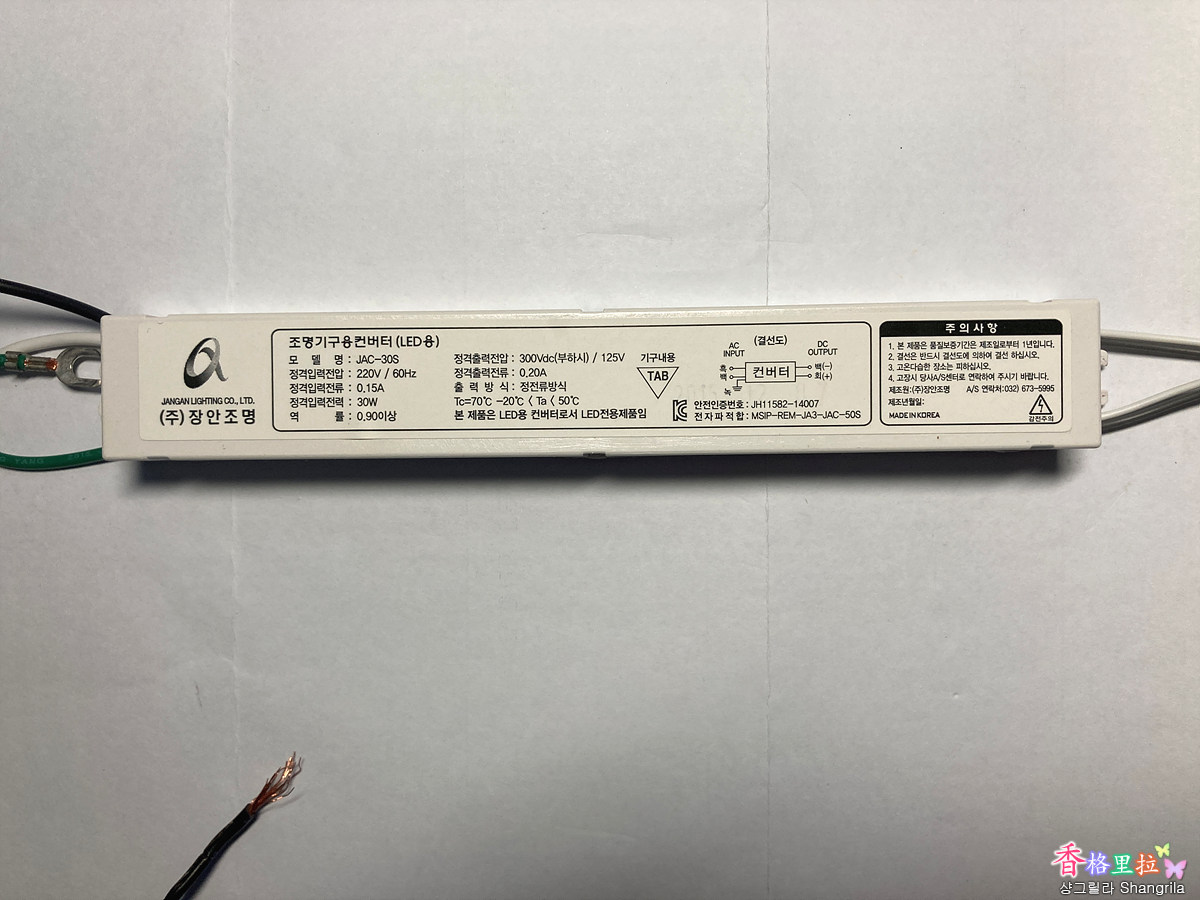 JANGAN LIGHTING CO., LTD.
(주) 장안조명
조명기구용컨버터 (LED용)
모 델 명 : JAC-30S
정격입력전압 : 220V / 60Hz
정격입력전류 : 0,15A
정격입력전력 : 30W
역 률 : 0,90이상
정격출력전압 : 300Vdc(부하시) / 125V
정격출력전류 : 0,20A
출 력 방 식 : 정전류방식
Tc=70℃ -20℃ < Ta < 50℃
본 제품은 LED용 컨버터로서 LED전용제품임
기구내용
TAB
(결선도)
AC INPUT
DC OUTPUT
흑
백
녹
컨버터
백(-)
회(+)
안전인증번호 : JH11582-14007
전자파적합 : MSIP-REM-JA3-JAC-50S
주의사항
1. 본 제품은 품질보증기간은 제조일로부터 1년입니다.
2. 결선은 반드시 결선도에 의하여 결선 하십시오.
3. 고온다습한 장소는 피하십시오.
4. 고장시 당사A/S센터로 연락하여 주시기 바랍니다.
제조원:(주)장안조명 A/S 연락처:032) 673-5995
제조년월일:
MADE IN KOREA
감전주의
香格里拉
샹그릴라 Shangrila